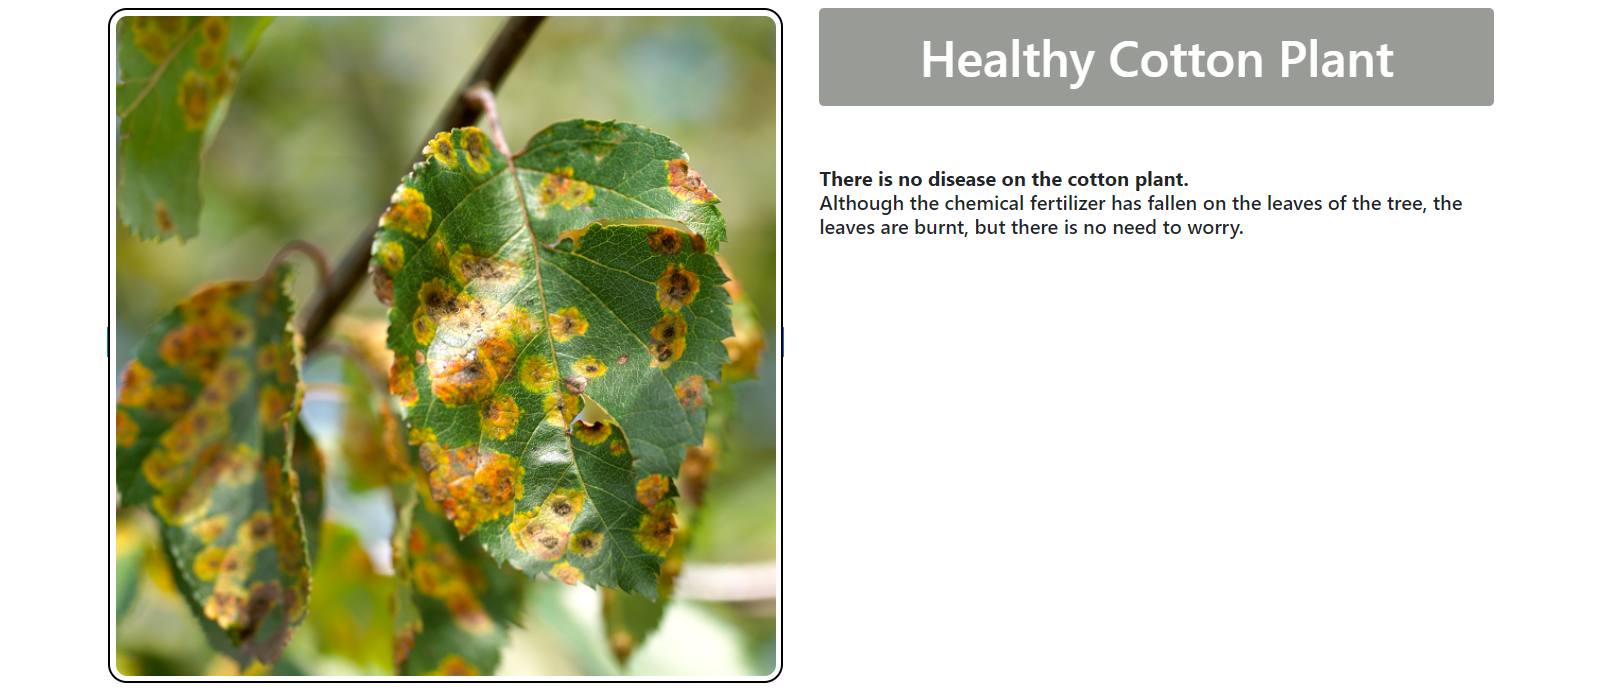 Healthy Cotton Plant
There is no disease on the cotton plant.
Although the chemical fertilizer has fallen on the leaves of the tree, the
leaves are burnt, but there is no need to worry.